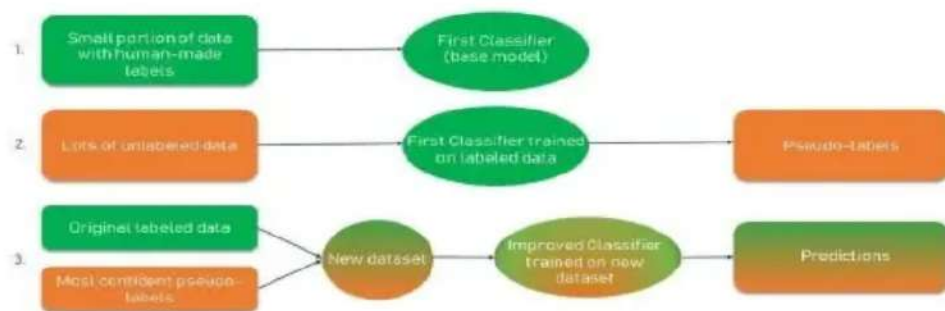 1.
Small portion of data
with human-made
labels
First Classifier
(base model)
2.
Lots of unlabeled data
First Classifier trained
on labeled data
Pseudo-labels
3.
Original labeled data
Most confident pseudo-
labels
New dataset
Improved Classifier
trained on new
dataset
Predictions